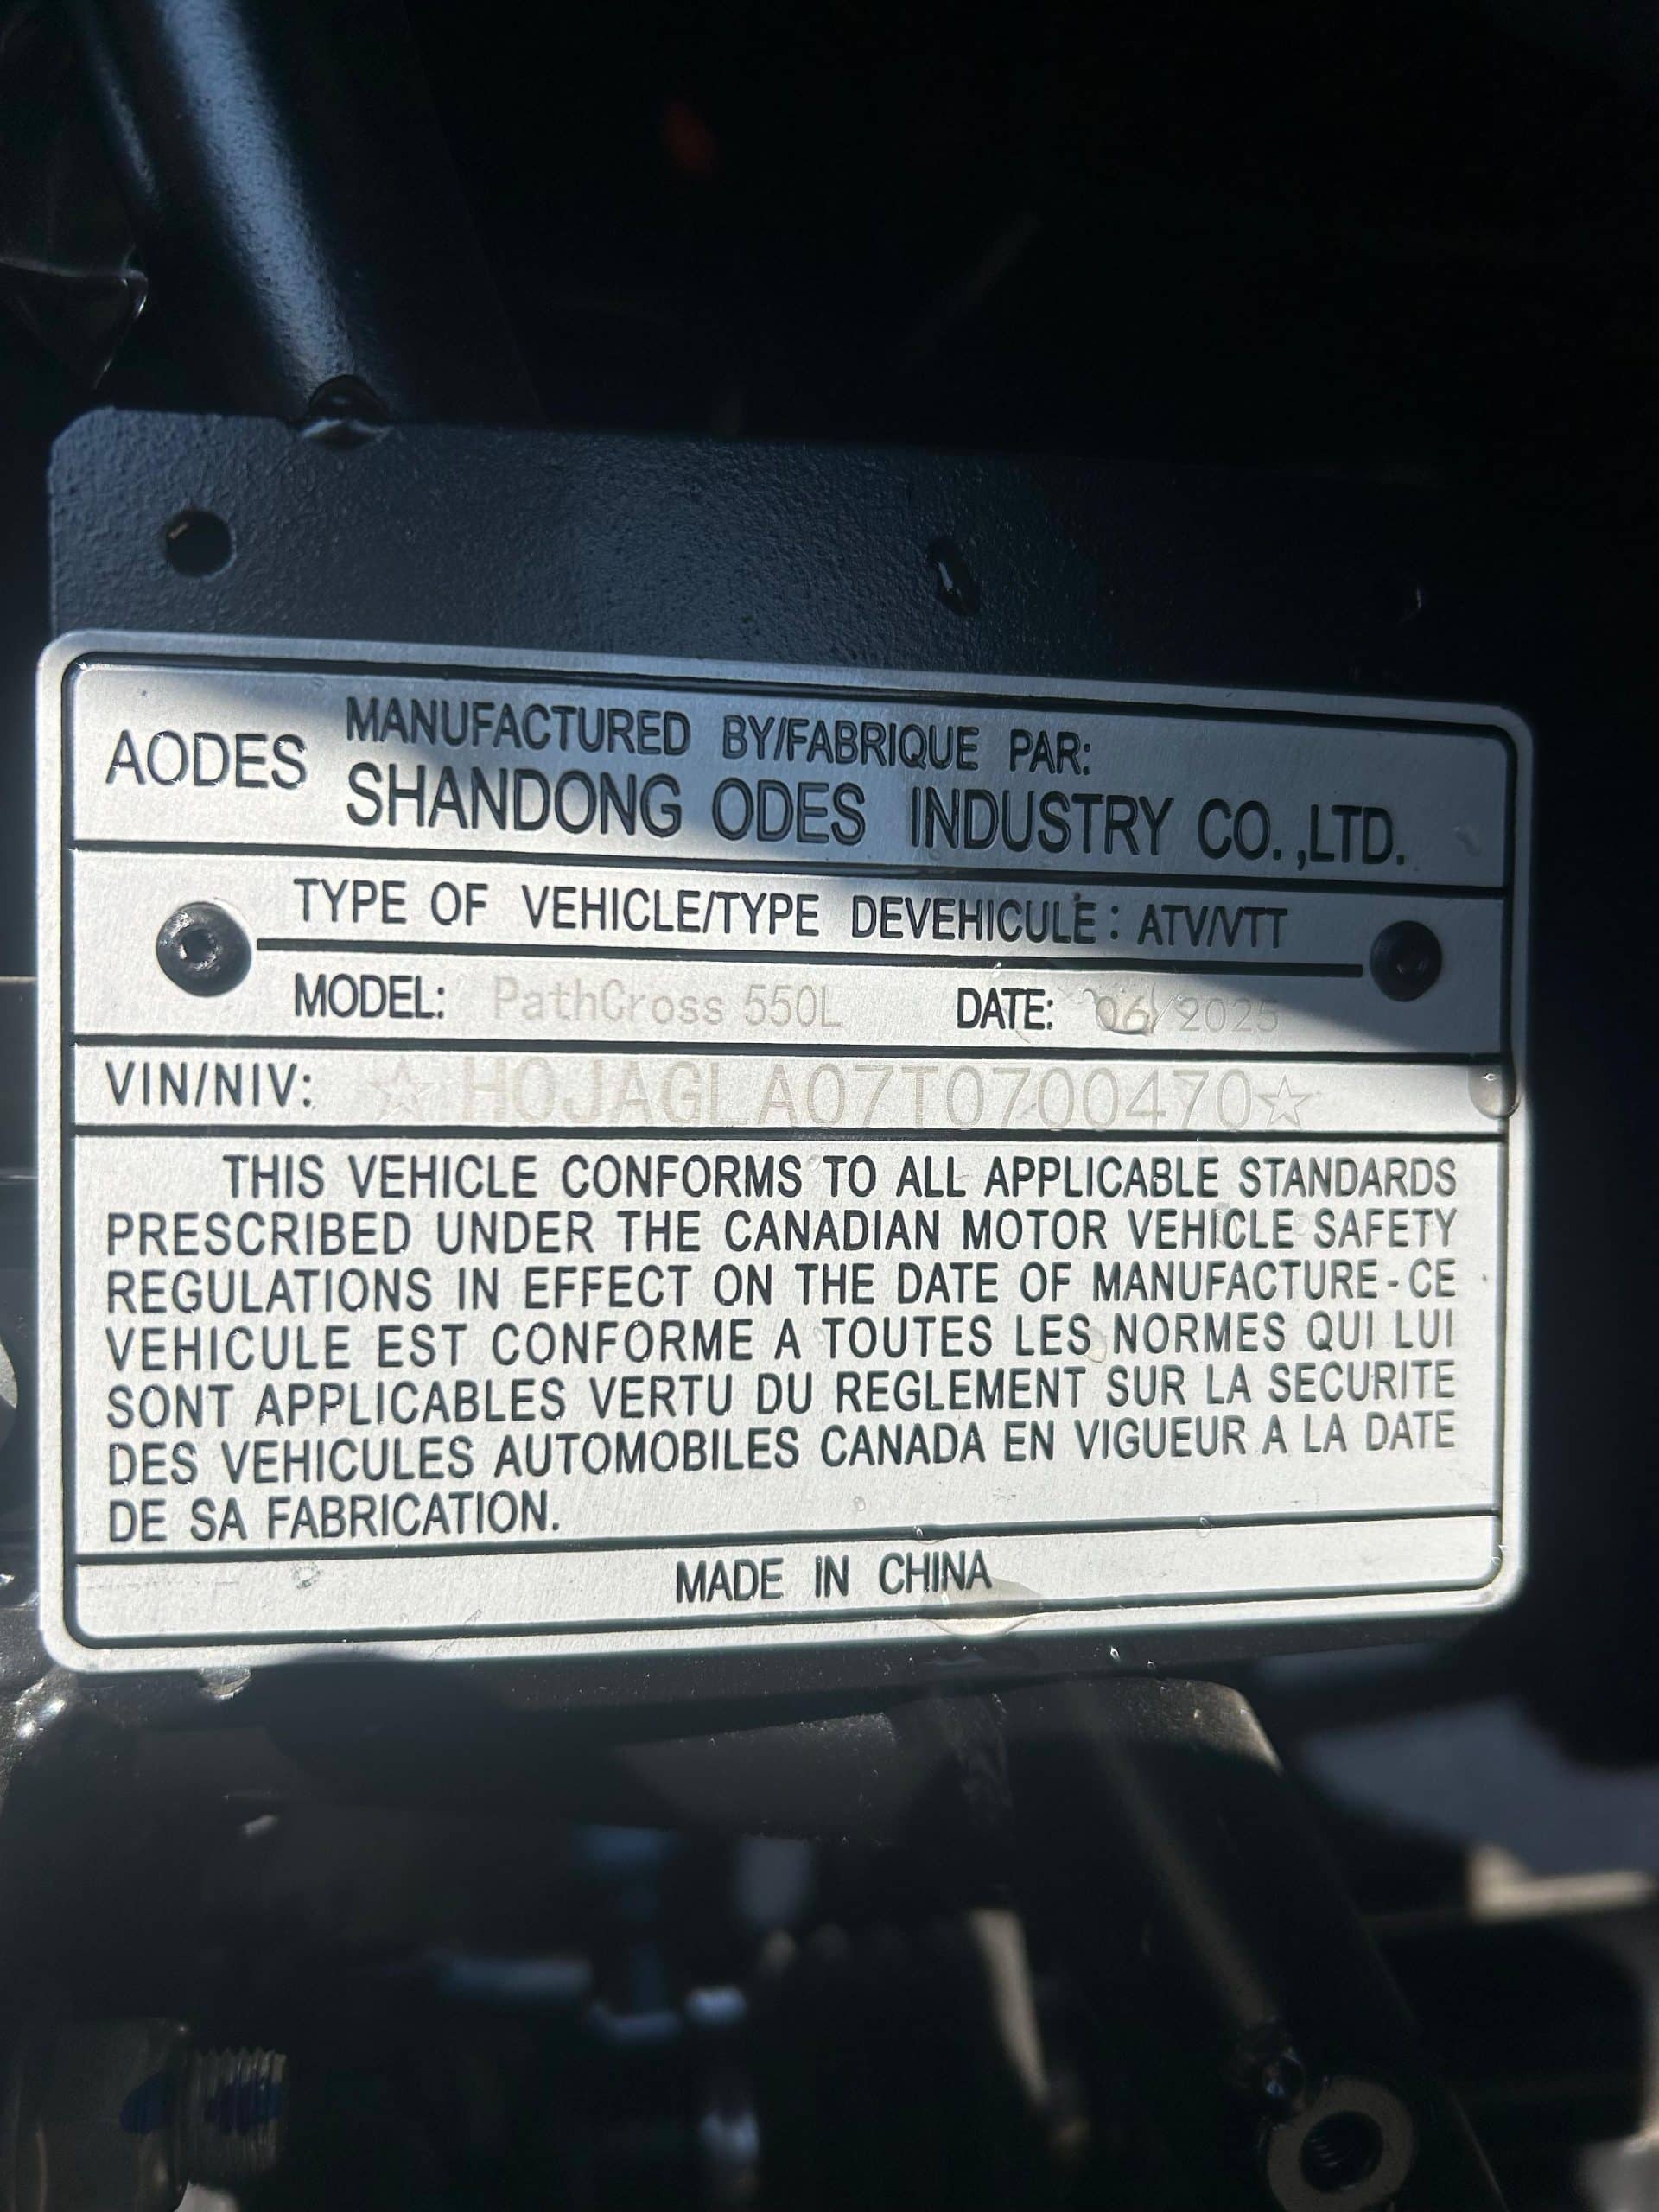 AODES
MANUFACTURED BY/FABRIQUE PAR:
SHANDONG ODES INDUSTRY CO.,LTD.
TYPE OF VEHICLE/TYPE DEVEHICULE: ATV/VTT
MODEL: PathCross 550L DATE: 06/2025
VIN/NIV: ☆H0JAGLA07T0700470☆
THIS VEHICLE CONFORMS TO ALL APPLICABLE STANDARDS
PRESCRIBED UNDER THE CANADIAN MOTOR VEHICLE SAFETY
REGULATIONS IN EFFECT ON THE DATE OF MANUFACTURE-CE
VEHICULE EST CONFORME A TOUTES LES NORMES QUI LUI
SONT APPLICABLES VERTU DU REGLEMENT SUR LA SECURITE
DES VEHICULES AUTOMOBILES CANADA EN VIGUEUR A LA DATE
DE SA FABRICATION.
MADE IN CHINA